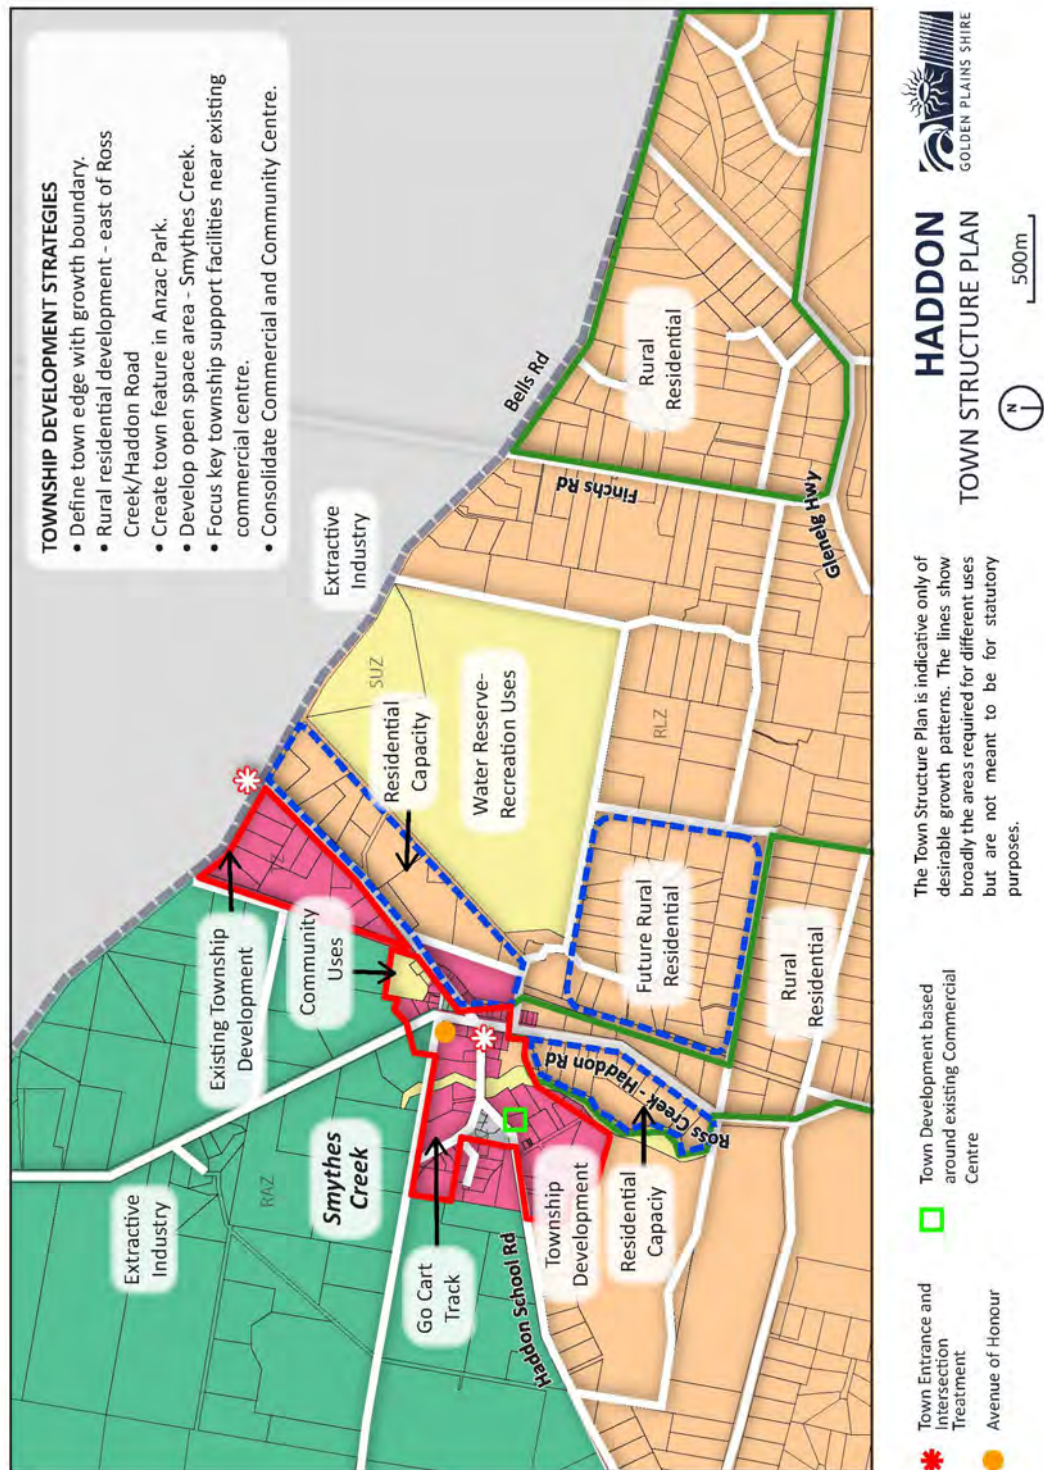 TOWNSHIP DEVELOPMENT STRATEGIES
• Define town edge with growth boundary.
• Rural residential development - east of Ross
Creek/Haddon Road
• Create town feature in Anzac Park.
• Develop open space area - Smythes Creek.
• Focus key township support facilities near existing
commercial centre.
• Consolidate Commercial and Community Centre.
Extractive
Industry
RAZ
Smythes
Creek
Existing Township
Development
TZ
Community
Uses
Go Cart
Track
Haddon School Rd
Township
Development
Residential
Capaciy
Ross Creek - Haddon Rd
Residential
Capacity
SUZ
Extractive
Industry
Water Reserve-
Recreation Uses
Bells Rd
Finchs Rd
Rural
Residential
Future Rural
Residential
RLZ
Rural
Residential
Glenelg Hwy
Town Entrance and
Intersection
Treatment
Avenue of Honour
Town Development based
around existing Commercial
Centre
The Town Structure Plan is indicative only of
desirable growth patterns. The lines show
broadly the areas required for different uses
but are not meant to be for statutory
purposes.
HADDON
TOWN STRUCTURE PLAN
N
500m
GOLDEN PLAINS SHIRE